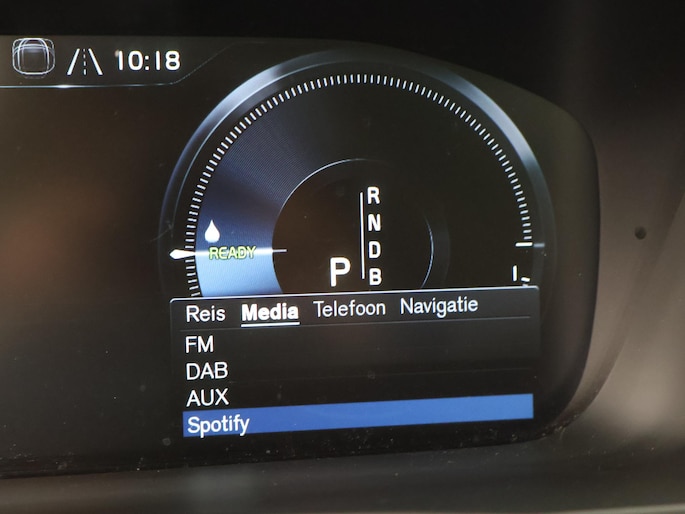 10:18
R
N
D
B
READY
P
Reis Media Telefoon Navigatie
FM
DAB
AUX
Spotify